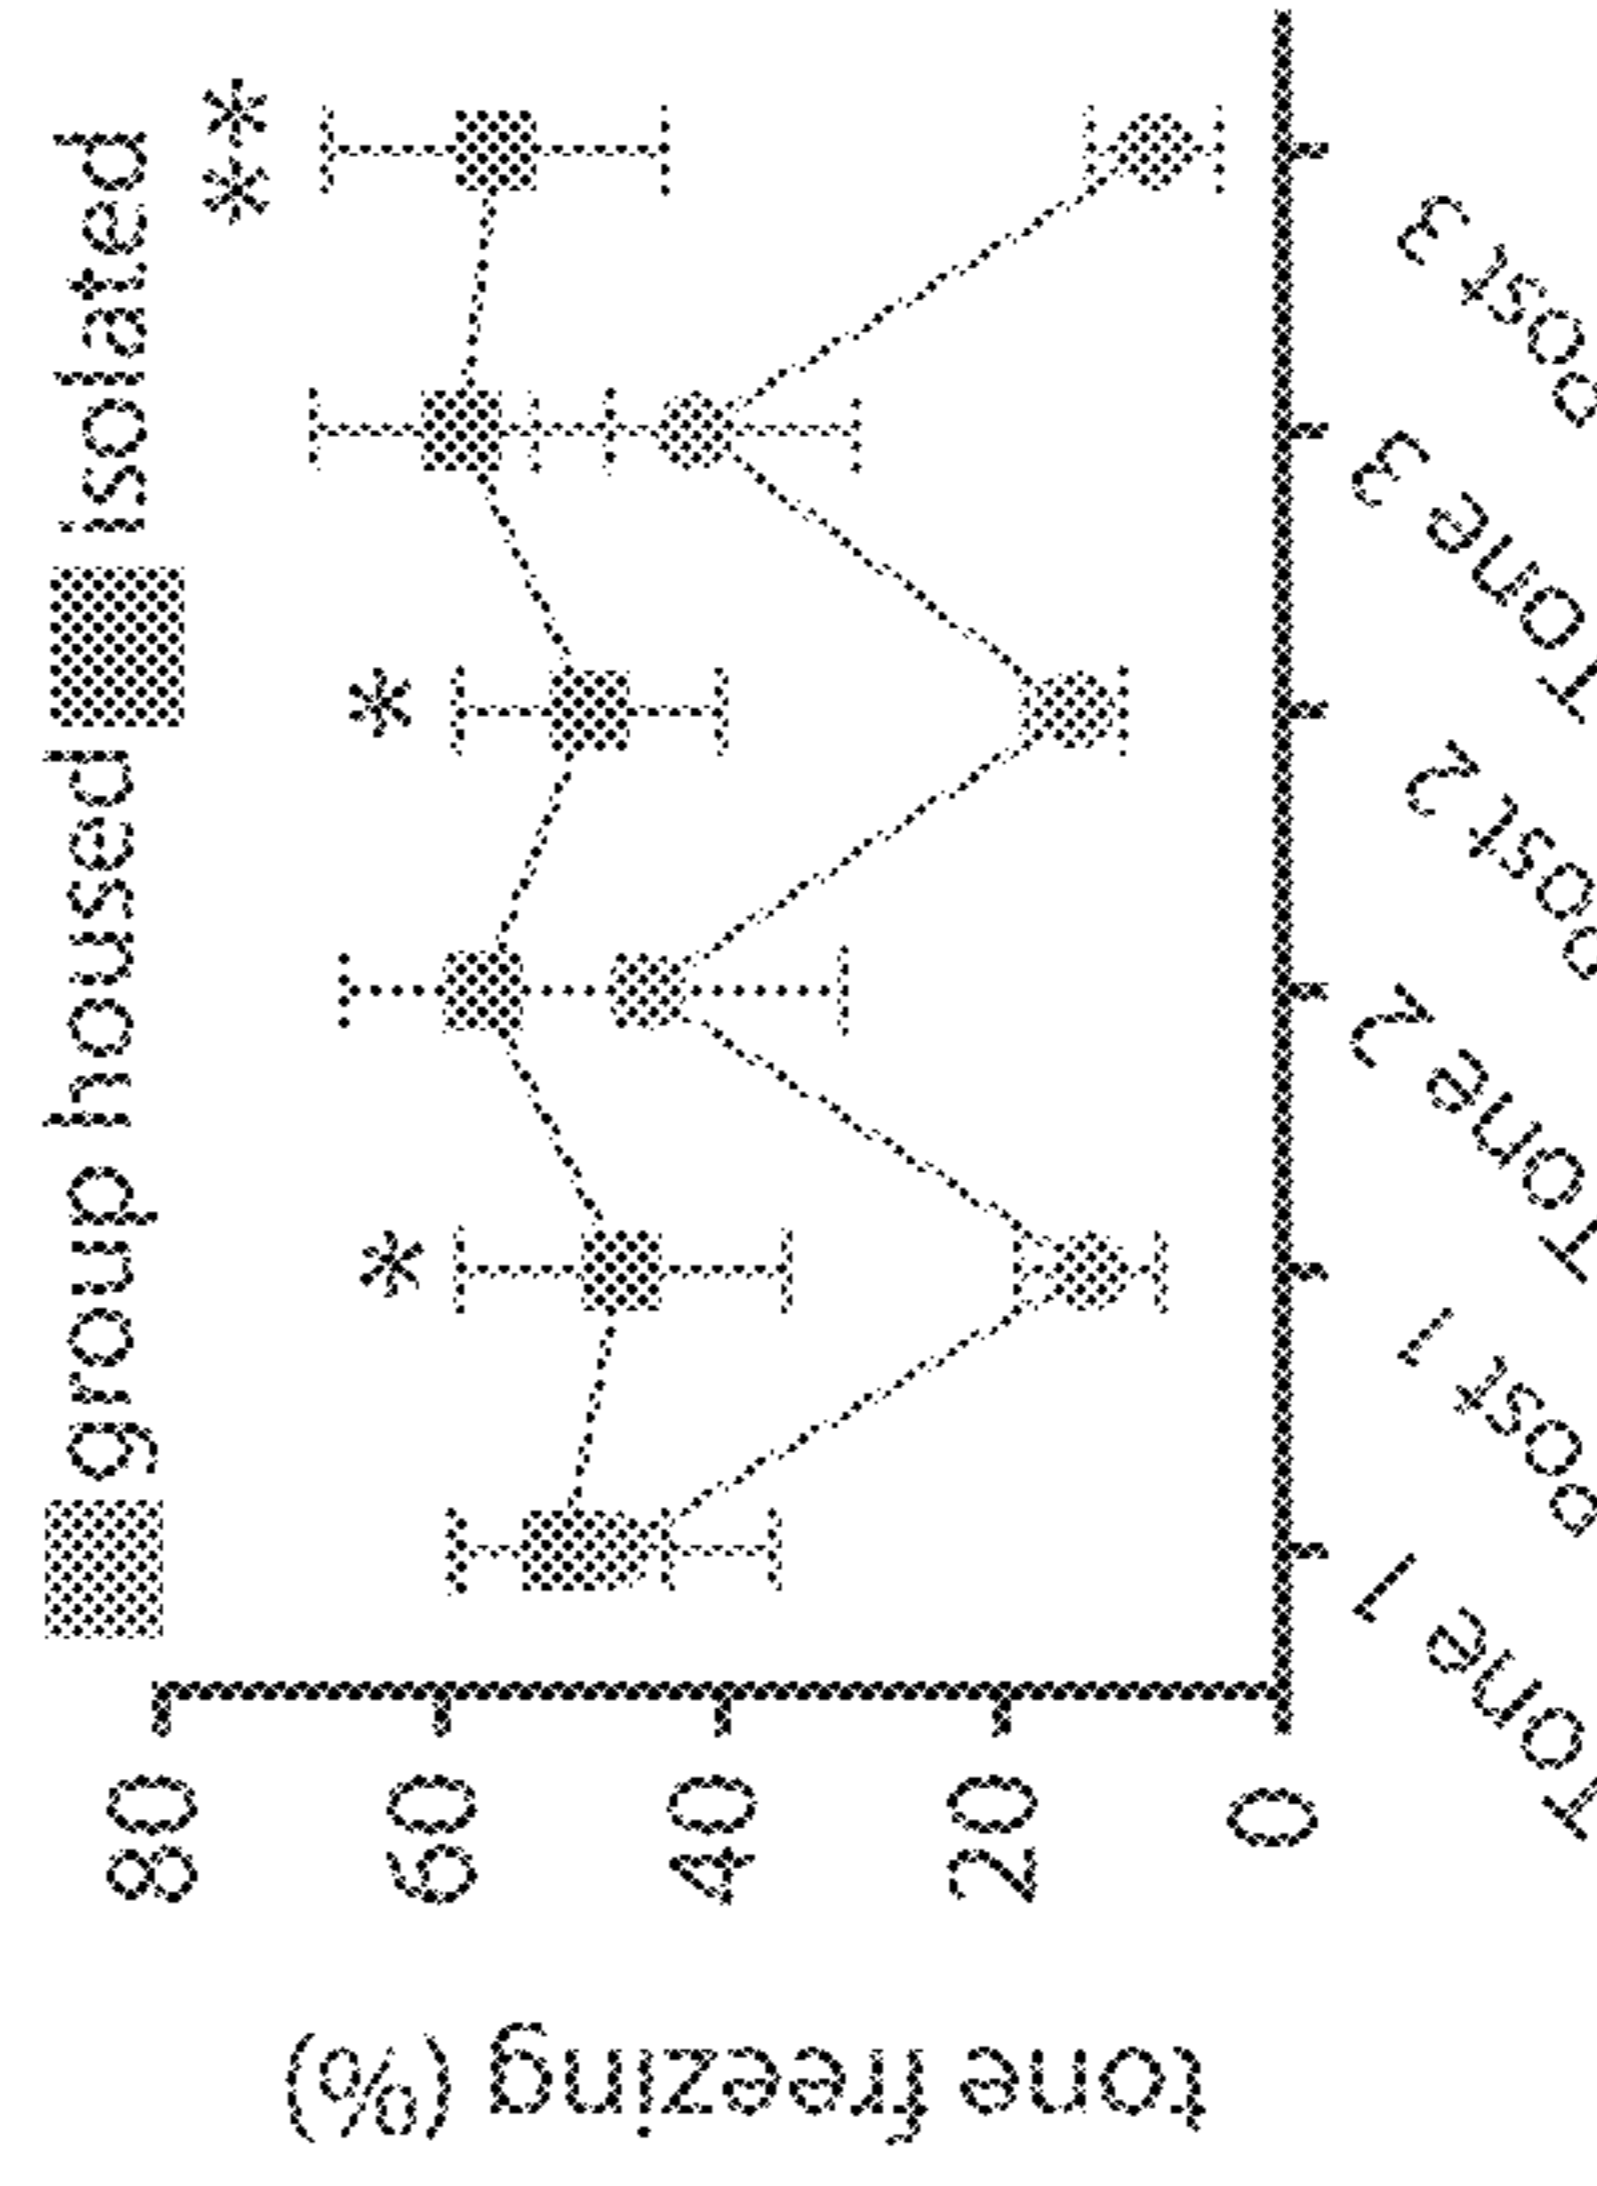 group housed isolated
**
*
*
80
60
40
20
0
tone freezing (%)
Tone 1
post 1
Tone 2
post 2
Tone 3
post 3